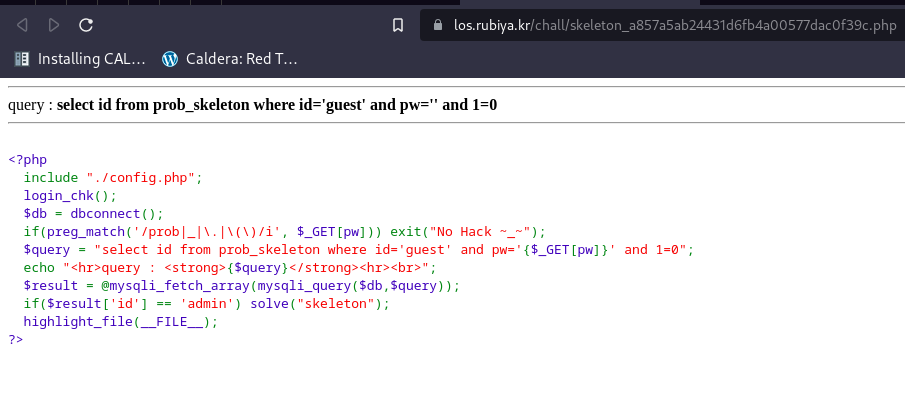 los.rubiya.kr/chall/skeleton_a857a5ab24431d6fb4a00577dac0f39c.php
Installing CAL... Caldera: Red T...
query : select id from prob_skeleton where id='guest' and pw='' and 1=0
<?php
  include "./config.php";
  login_chk();
  $db = dbconnect();
  if(preg_match('/prob|_|\.|\(\)/i', $_GET[pw])) exit("No Hack ~_~");
  $query = "select id from prob_skeleton where id='guest' and pw='{$_GET[pw]}' and 1=0";
  echo "<hr>query : <strong>{$query}</strong><hr><br>";
  $result = @mysqli_fetch_array(mysqli_query($db,$query));
  if($result['id'] == 'admin') solve("skeleton");
  highlight_file(__FILE__);
?>